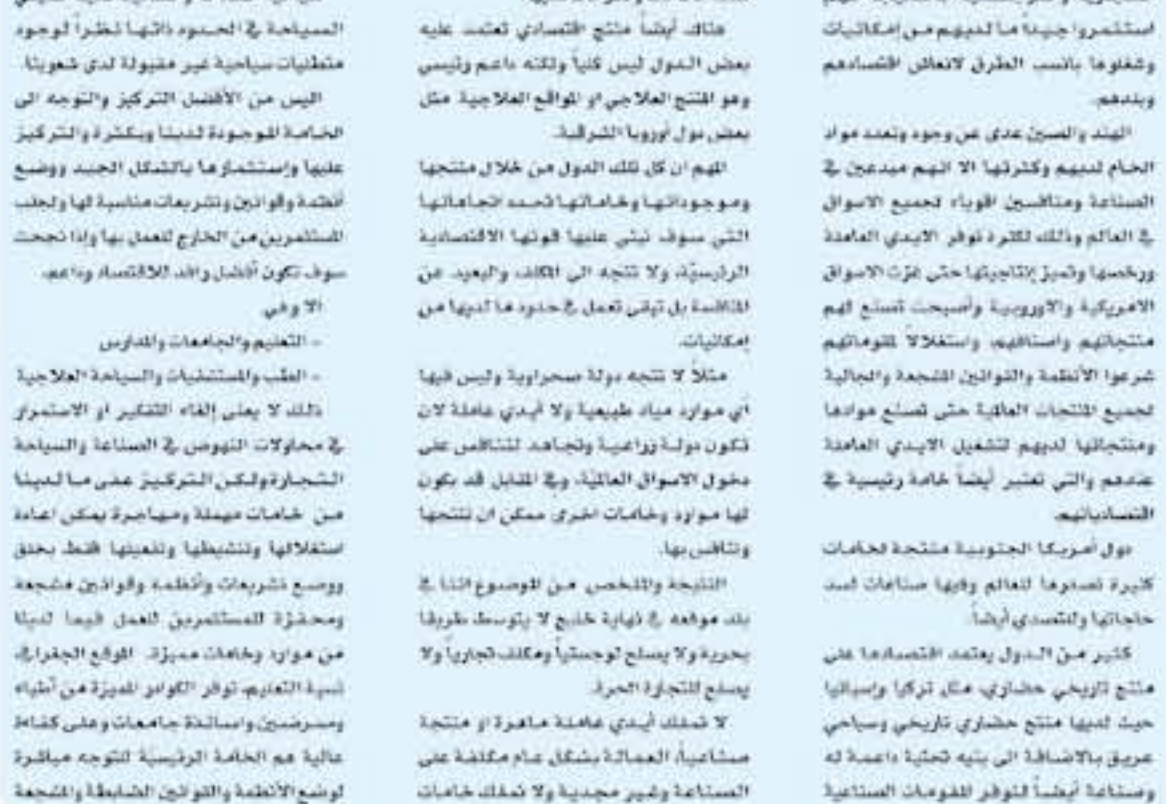 استثمروا جيداً ما لديهم من إمكانيات
وشغلوها بانسب الطرق لانعاش اقتصادهم
وبلدهم.
الهند والصين عدى عن وجود وتعدد مواد
الخام لديهم وكثرتها الا انهم مبدعين في
الصناعة ومنافسين اقوياء لجميع الاسواق
في العالم وذلك لكثرة توفر الايدي العاملة
ورخصها وتميز إنتاجيتها حتى غزت الاسواق
الامريكية والاوروبية وأصبحت تصنع لهم
منتجاتهم واصنافهم، واستغلالاً لمقوماتهم
شرعوا الأنظمة والقوانين المشجعة والجالبة
لجميع المنتجات العالمية حتى تصنع موادها
ومنتجاتها لديهم لتشغيل الايدي العاملة
عندهم والتي تعتبر أيضاً خامة رئيسية في
اقتصادياتهم.
دول أمريكا الجنوبية منتجة لخامات
كثيرة تصدرها للعالم وفيها صناعات لسد
حاجاتها وللتصدي أيضاً.
كثير من الدول يعتمد اقتصادها على
منتج تاريخي حضاري، مثل تركيا وإسبانيا
حيث لديها منتج حضاري تاريخي وسياحي
عريق بالاضافة الى بنيه تحتية داعمة له
وصناعة أيضاً لتوفر المقومات الصناعية
هناك أيضاً منتج اقتصادي تعتمد عليه
بعض الدول ليس كلياً ولكنه داعم ورئيسي
وهو المنتج العلاجي او المواقع العلاجية مثل
بعض دول أوروبا الشرقية.
المهم ان كل تلك الدول من خلال منتجها
وموجوداتها وخاماتها تحدد اتجاهاتها
التي سوف تبنى عليها قوتها الاقتصادية
الرئيسيّة، ولا تتجه الى المكلف والبعيد عن
المنافسة بل تبقى تعمل في حدود ما لديها من
إمكانيات.
مثلاً لا تتجه دولة صحراوية وليس فيها
أي موارد مياه طبيعية ولا أيدي عاملة لان
تكون دولة زراعية وتجاهد لتنافس على
دخول الاسواق العالميّة، وفي المقابل قد يكون
لها موارد وخامات اخرى ممكن ان تنتجها
وتنافس بها.
النتيجة والملخص من الموضوع اننا في
بلد موقعه في نهاية خليج لا يتوسط طريقا
بحرية ولا يصلح لوجستياً ومكلف تجارياً ولا
يصلح للتجارة الحرة.
لا تملك أيدي عاملة ماهرة او منتجة
صناعياً، العمالة بشكل عام مكلفة على
الصناعة وغير مجدية ولا تملك خامات
السياحة في الحدود ذاتها نظراً لوجود
متطلبات سياحية غير مقبولة لدى شعوبنا.
اليس من الأفضل التركيز والتوجه الى
الخامة الموجودة لدينا وبكثرة والتركيز
عليها وإستثمارها بالشكل الجيد ووضع
أنظمة وقوانين وتشريعات مناسبة لها ولجلب
المستثمرين من الخارج للعمل بها وإذا نجحت
سوف تكون أفضل رافد للاقتصاد وداعم،
الا وهي
- التعليم والجامعات والمدارس
- الطب والمستشفيات والسياحة العلاجية
ذلك لا يعني إلغاء التفكير او الاستمرار
في محاولات النهوض في الصناعة والسياحة
التجارة ولكن التركيز على ما لدينا
من خامات مهملة ومهاجرة يمكن اعادة
استغلالها وتنشيطها وتفعيلها فقط بخلق
ووضع تشريعات وأنظمة وقوانين مشجعة
ومحفزة للمستثمرين للعمل فيما لدينا
من موارد وخامات مميزة. الموقع الجغرافي،
نسبة التعليم، توفر الكوادر المميزة من أطباء
وممرضين واساتذة جامعات وعلى كفاءة
عالية هم الخامة الرئيسيّة للتوجه مباشرة
لوضع الأنظمة والقوانين الضابطة والمشجعة